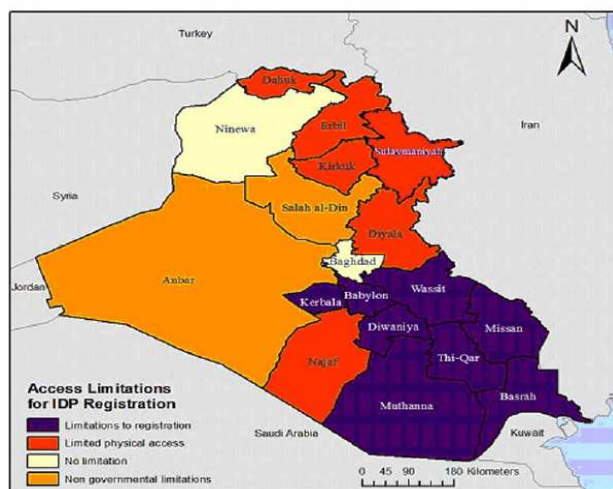 Turkey
N
Dahuk
Iran
Ninewa
Erbil
Sulaymaniyah
Kirkuk
Syria
Salah al-Din
Diyala
Baghdad
Anbar
Jordan
Wassit
Babylon
Kerbala
Missan
Diwaniya
Thi-Qar
Najaf
Basrah
Muthanna
Access Limitations
for IDP Registration
Limitations to registration
Limited physical access
No limitation
Non governmental limitations
Saudi Arabia
Kuwait
0 45 90 180 Kilometers